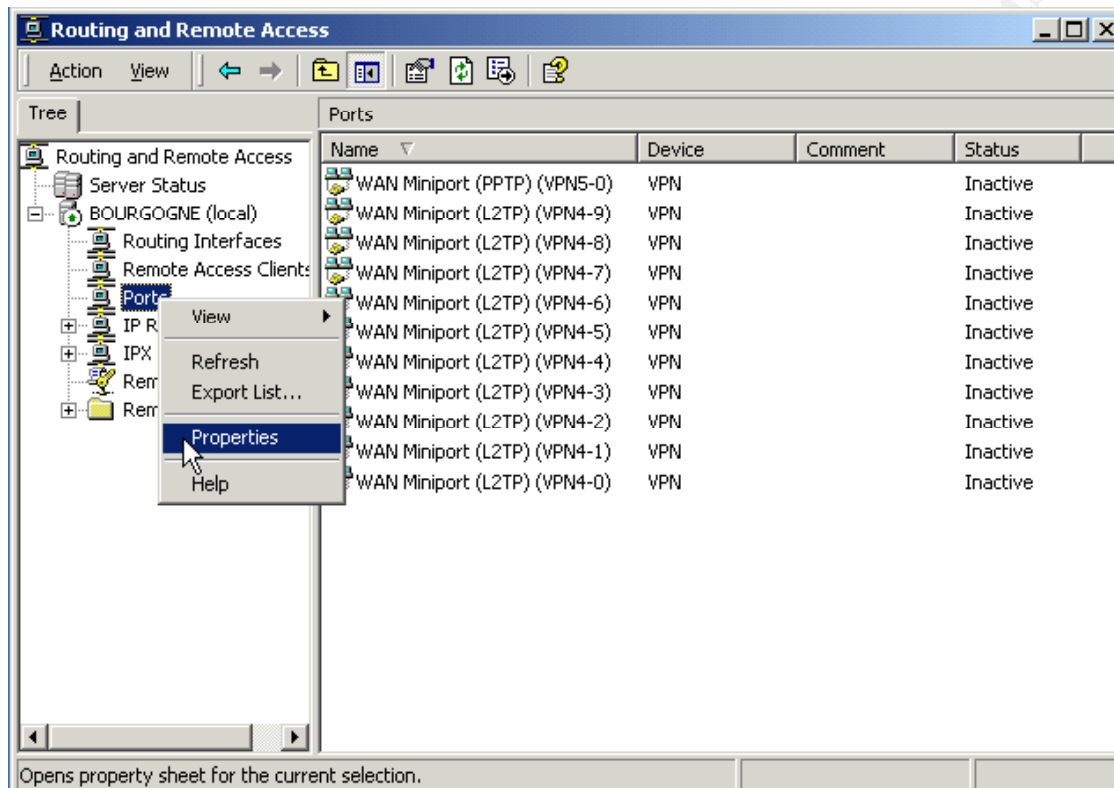 Routing and Remote Access
Action View
Tree
Ports
Routing and Remote Access
Server Status
BOURGOGNE (local)
Routing Interfaces
Remote Access Clients
Ports
IP R
IPX
Rem
Rem
View
Refresh
Export List...
Properties
Help
Name Device Comment Status
WAN Miniport (PPTP) (VPN5-0) VPN Inactive
WAN Miniport (L2TP) (VPN4-9) VPN Inactive
WAN Miniport (L2TP) (VPN4-8) VPN Inactive
WAN Miniport (L2TP) (VPN4-7) VPN Inactive
WAN Miniport (L2TP) (VPN4-6) VPN Inactive
WAN Miniport (L2TP) (VPN4-5) VPN Inactive
WAN Miniport (L2TP) (VPN4-4) VPN Inactive
WAN Miniport (L2TP) (VPN4-3) VPN Inactive
WAN Miniport (L2TP) (VPN4-2) VPN Inactive
WAN Miniport (L2TP) (VPN4-1) VPN Inactive
WAN Miniport (L2TP) (VPN4-0) VPN Inactive
Opens property sheet for the current selection.